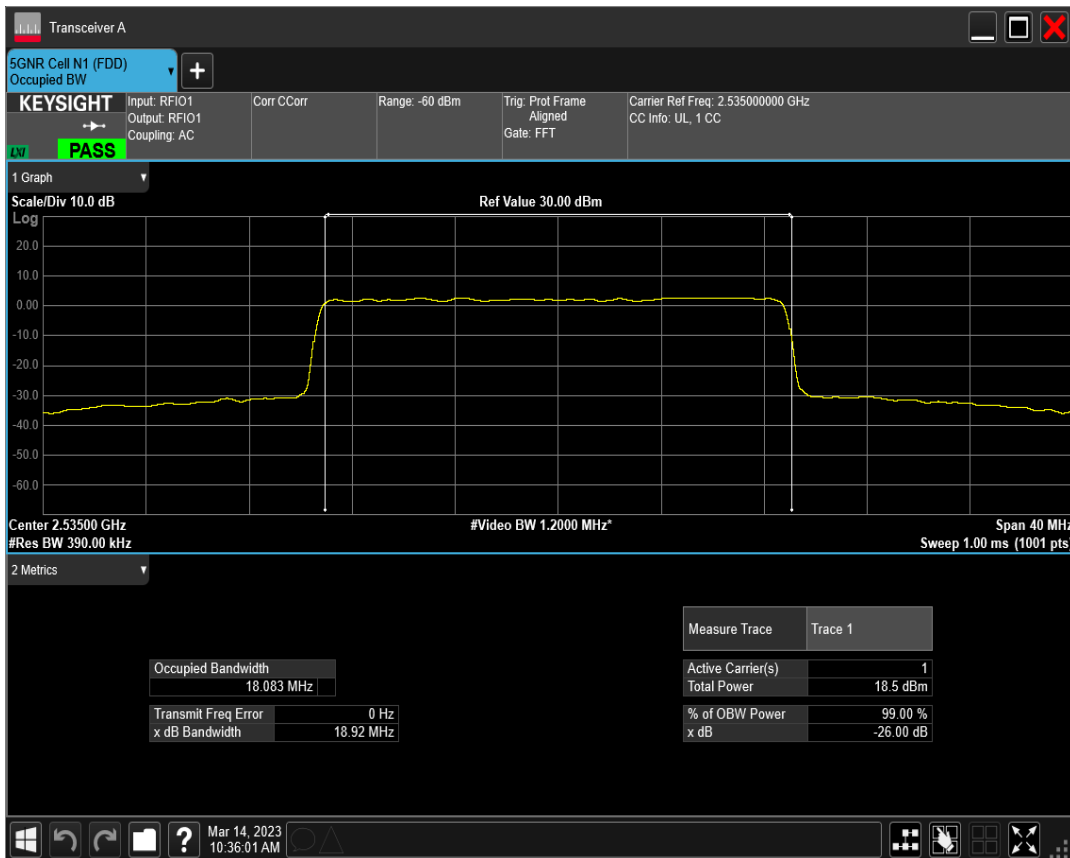 Transceiver A
5GNR Cell N1 (FDD)
Occupied BW
KEYSIGHT
LXI
PASS
Input: RFIO1
Output: RFIO1
Coupling: AC
Corr CCorr
Range: -60 dBm
Trig: Prot Frame
Aligned
Gate: FFT
Carrier Ref Freq: 2.535000000 GHz
CC Info: UL, 1 CC
1 Graph
Scale/Div 10.0 dB
Ref Value 30.00 dBm
Log
20.0
10.0
0.00
-10.0
-20.0
-30.0
-40.0
-50.0
-60.0
Center 2.53500 GHz
#Video BW 1.2000 MHz*
Span 40 MHz
#Res BW 390.00 kHz
Sweep 1.00 ms (1001 pts)
2 Metrics
Measure Trace Trace 1
Occupied Bandwidth
18.083 MHz
Transmit Freq Error 0 Hz
x dB Bandwidth 18.92 MHz
Active Carrier(s) 1
Total Power 18.5 dBm
% of OBW Power 99.00 %
x dB -26.00 dB
Mar 14, 2023
10:36:01 AM